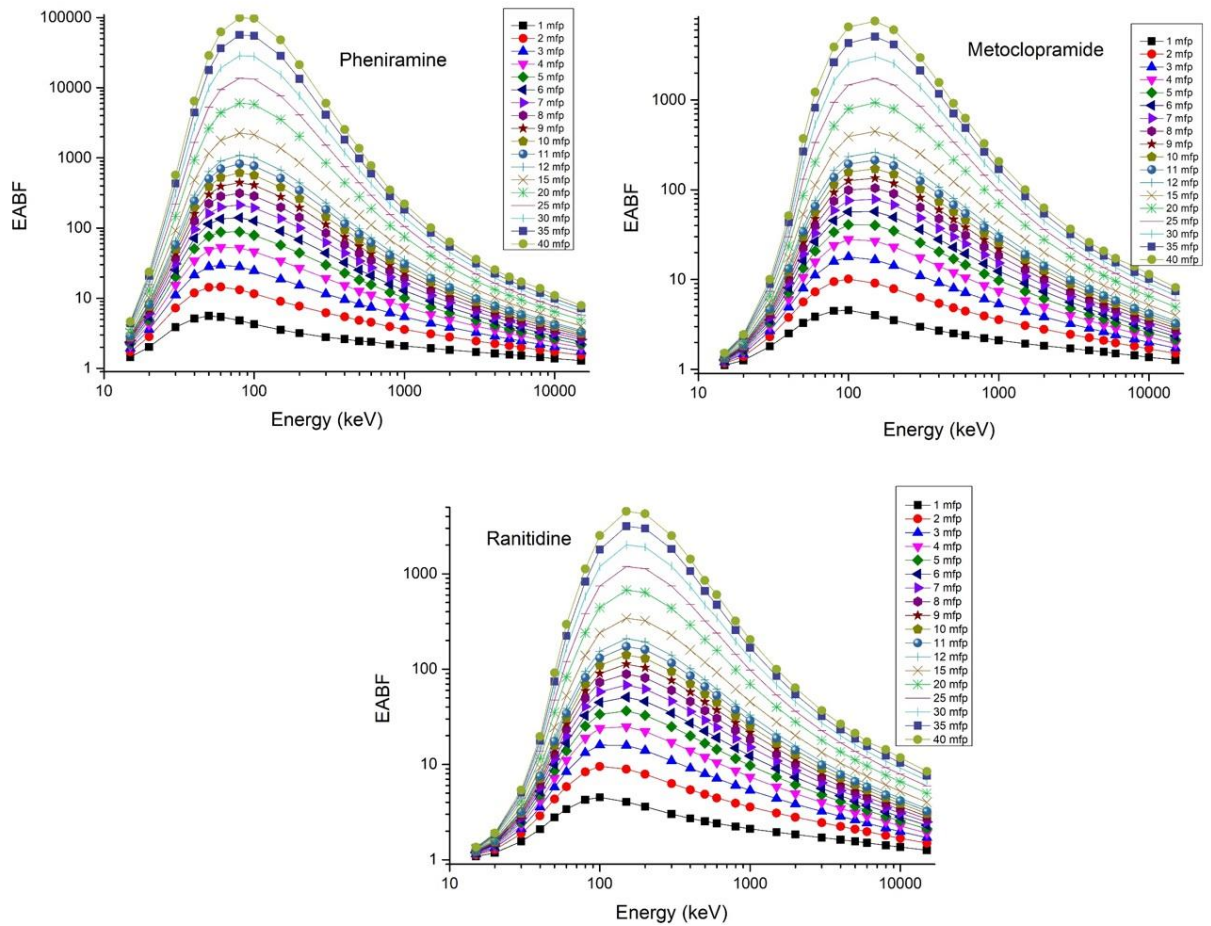 Pheniramine
EABF
100000
10000
1000
100
10
1
10
100
1000
10000
Energy (keV)
1 mfp
2 mfp
3 mfp
4 mfp
5 mfp
6 mfp
7 mfp
8 mfp
9 mfp
10 mfp
11 mfp
12 mfp
15 mfp
20 mfp
25 mfp
30 mfp
35 mfp
40 mfp
Metoclopramide
EABF
1000
100
10
1
10
100
1000
10000
Energy (keV)
1 mfp
2 mfp
3 mfp
4 mfp
5 mfp
6 mfp
7 mfp
8 mfp
9 mfp
10 mfp
11 mfp
12 mfp
15 mfp
20 mfp
25 mfp
30 mfp
35 mfp
40 mfp
Ranitidine
EABF
1000
100
10
1
10
100
1000
10000
Energy (keV)
1 mfp
2 mfp
3 mfp
4 mfp
5 mfp
6 mfp
7 mfp
8 mfp
9 mfp
10 mfp
11 mfp
12 mfp
15 mfp
20 mfp
25 mfp
30 mfp
35 mfp
40 mfp